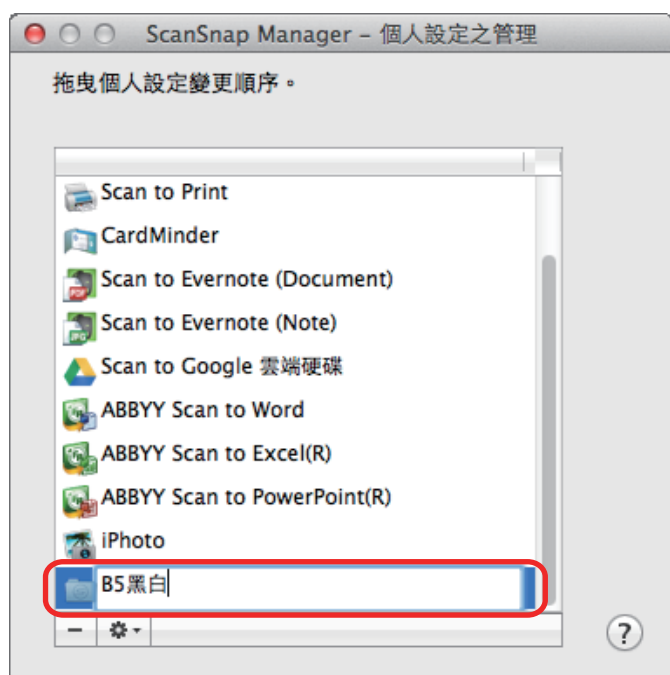 ScanSnap Manager – 個人設定之管理
拖曳個人設定變更順序。
Scan to Print
CardMinder
Scan to Evernote (Document)
Scan to Evernote (Note)
Scan to Google 雲端硬碟
ABBYY Scan to Word
ABBYY Scan to Excel(R)
ABBYY Scan to PowerPoint(R)
iPhoto
B5黑白
?